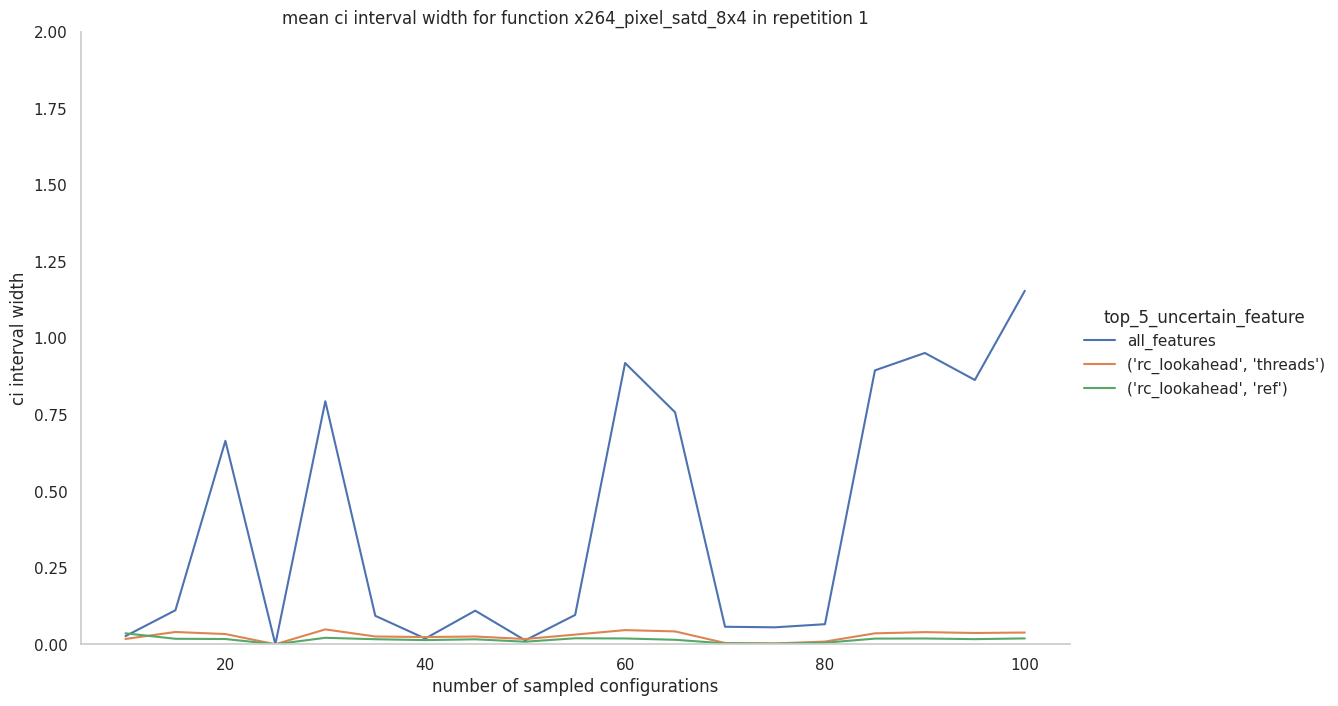 mean ci interval width for function x264_pixel_satd_8x4 in repetition 1
2.00
1.75
1.50
1.25
1.00
0.75
0.50
0.25
0.00
ci interval width
20
40
60
80
100
number of sampled configurations
top_5_uncertain_feature
all_features
('rc_lookahead', 'threads')
('rc_lookahead', 'ref')